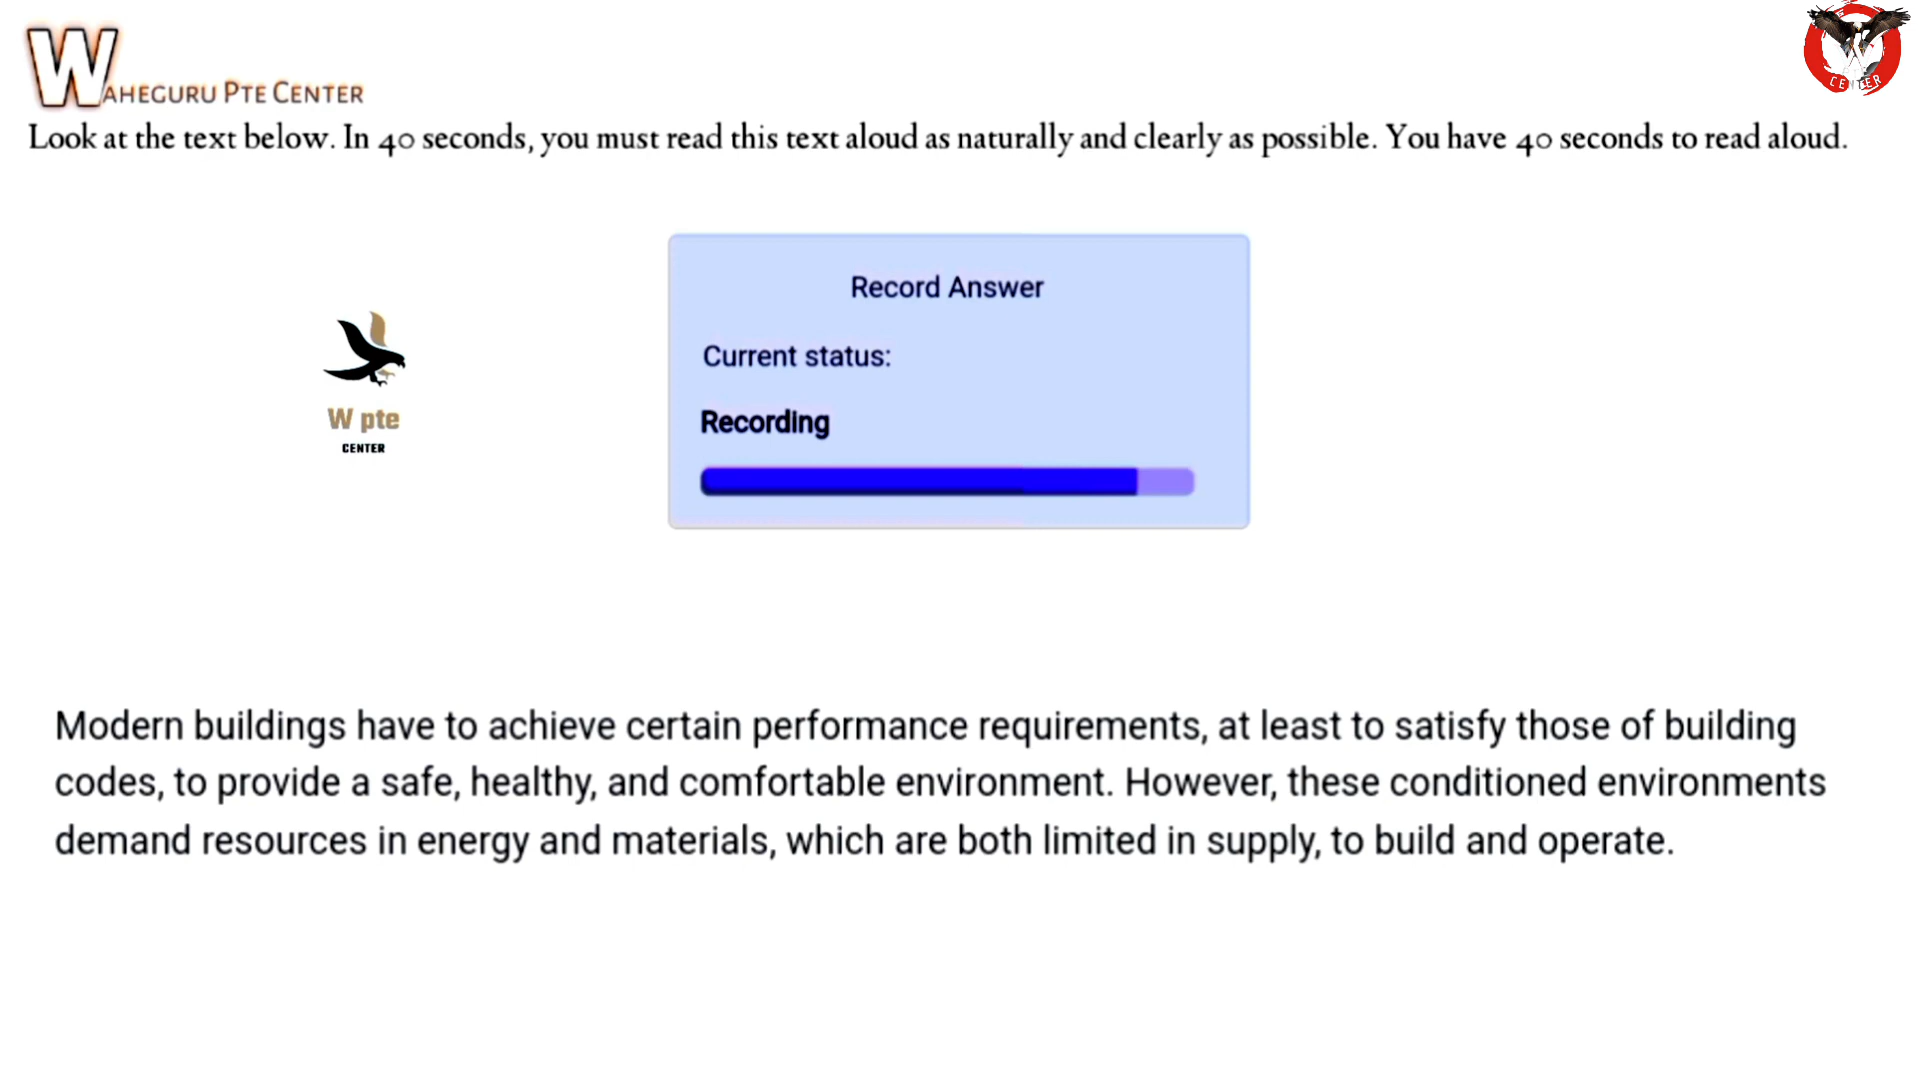 WAHEGURU PTE CENTER
CENTER
Look at the text below. In 40 seconds, you must read this text aloud as naturally and clearly as possible. You have 40 seconds to read aloud.
Record Answer
Current status:
Recording
W pte
CENTER
Modern buildings have to achieve certain performance requirements, at least to satisfy those of building
codes, to provide a safe, healthy, and comfortable environment. However, these conditioned environments
demand resources in energy and materials, which are both limited in supply, to build and operate.